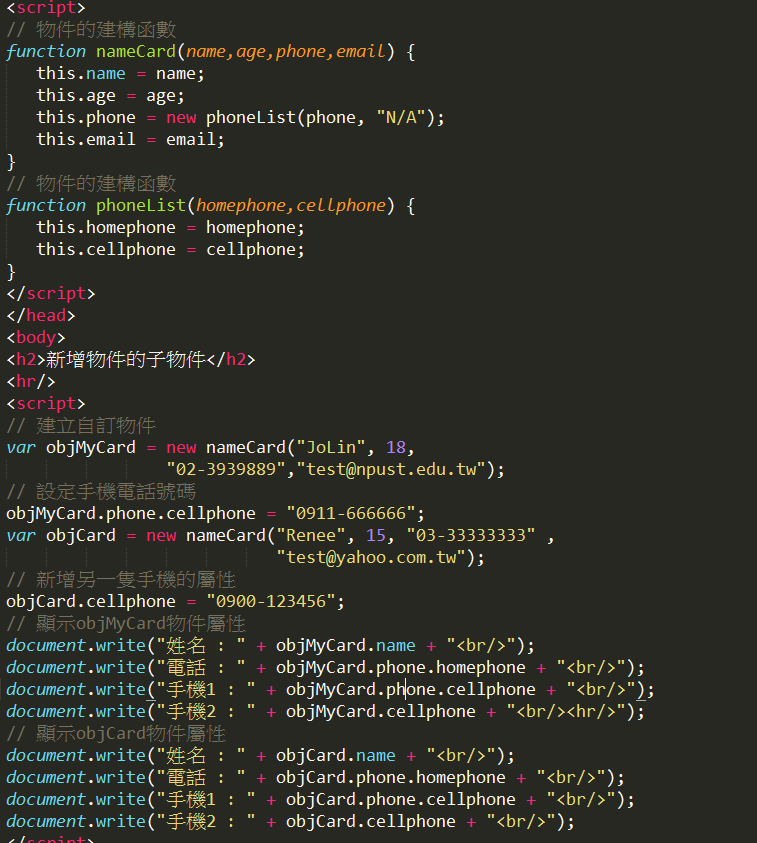 <script>
// 物件的建構函數
function nameCard(name,age,phone,email) {
   this.name = name;
   this.age = age;
   this.phone = new phoneList(phone, "N/A");
   this.email = email;
}
// 物件的建構函數
function phoneList(homephone,cellphone) {
   this.homephone = homephone;
   this.cellphone = cellphone;
}
</script>
</head>
<body>
<h2>新增物件的子物件</h2>
<hr/>
<script>
// 建立自訂物件
var objMyCard = new nameCard("JoLin", 18,
                "02-3939889","test@npust.edu.tw");
// 設定手機電話號碼
objMyCard.phone.cellphone = "0911-666666";
var objCard = new nameCard("Renee", 15, "03-33333333" ,
                           "test@yahoo.com.tw");
// 新增另一隻手機的屬性
objCard.cellphone = "0900-123456";
// 顯示objMyCard物件屬性
document.write("姓名 : " + objMyCard.name + "<br/>");
document.write("電話 : " + objMyCard.phone.homephone + "<br/>");
document.write("手機1 : " + objMyCard.phone.cellphone + "<br/>");
document.write("手機2 : " + objMyCard.cellphone + "<br/><hr/>");
// 顯示objCard物件屬性
document.write("姓名 : " + objCard.name + "<br/>");
document.write("電話 : " + objCard.phone.homephone + "<br/>");
document.write("手機1 : " + objCard.phone.cellphone + "<br/>");
document.write("手機2 : " + objCard.cellphone + "<br/>");
</script>